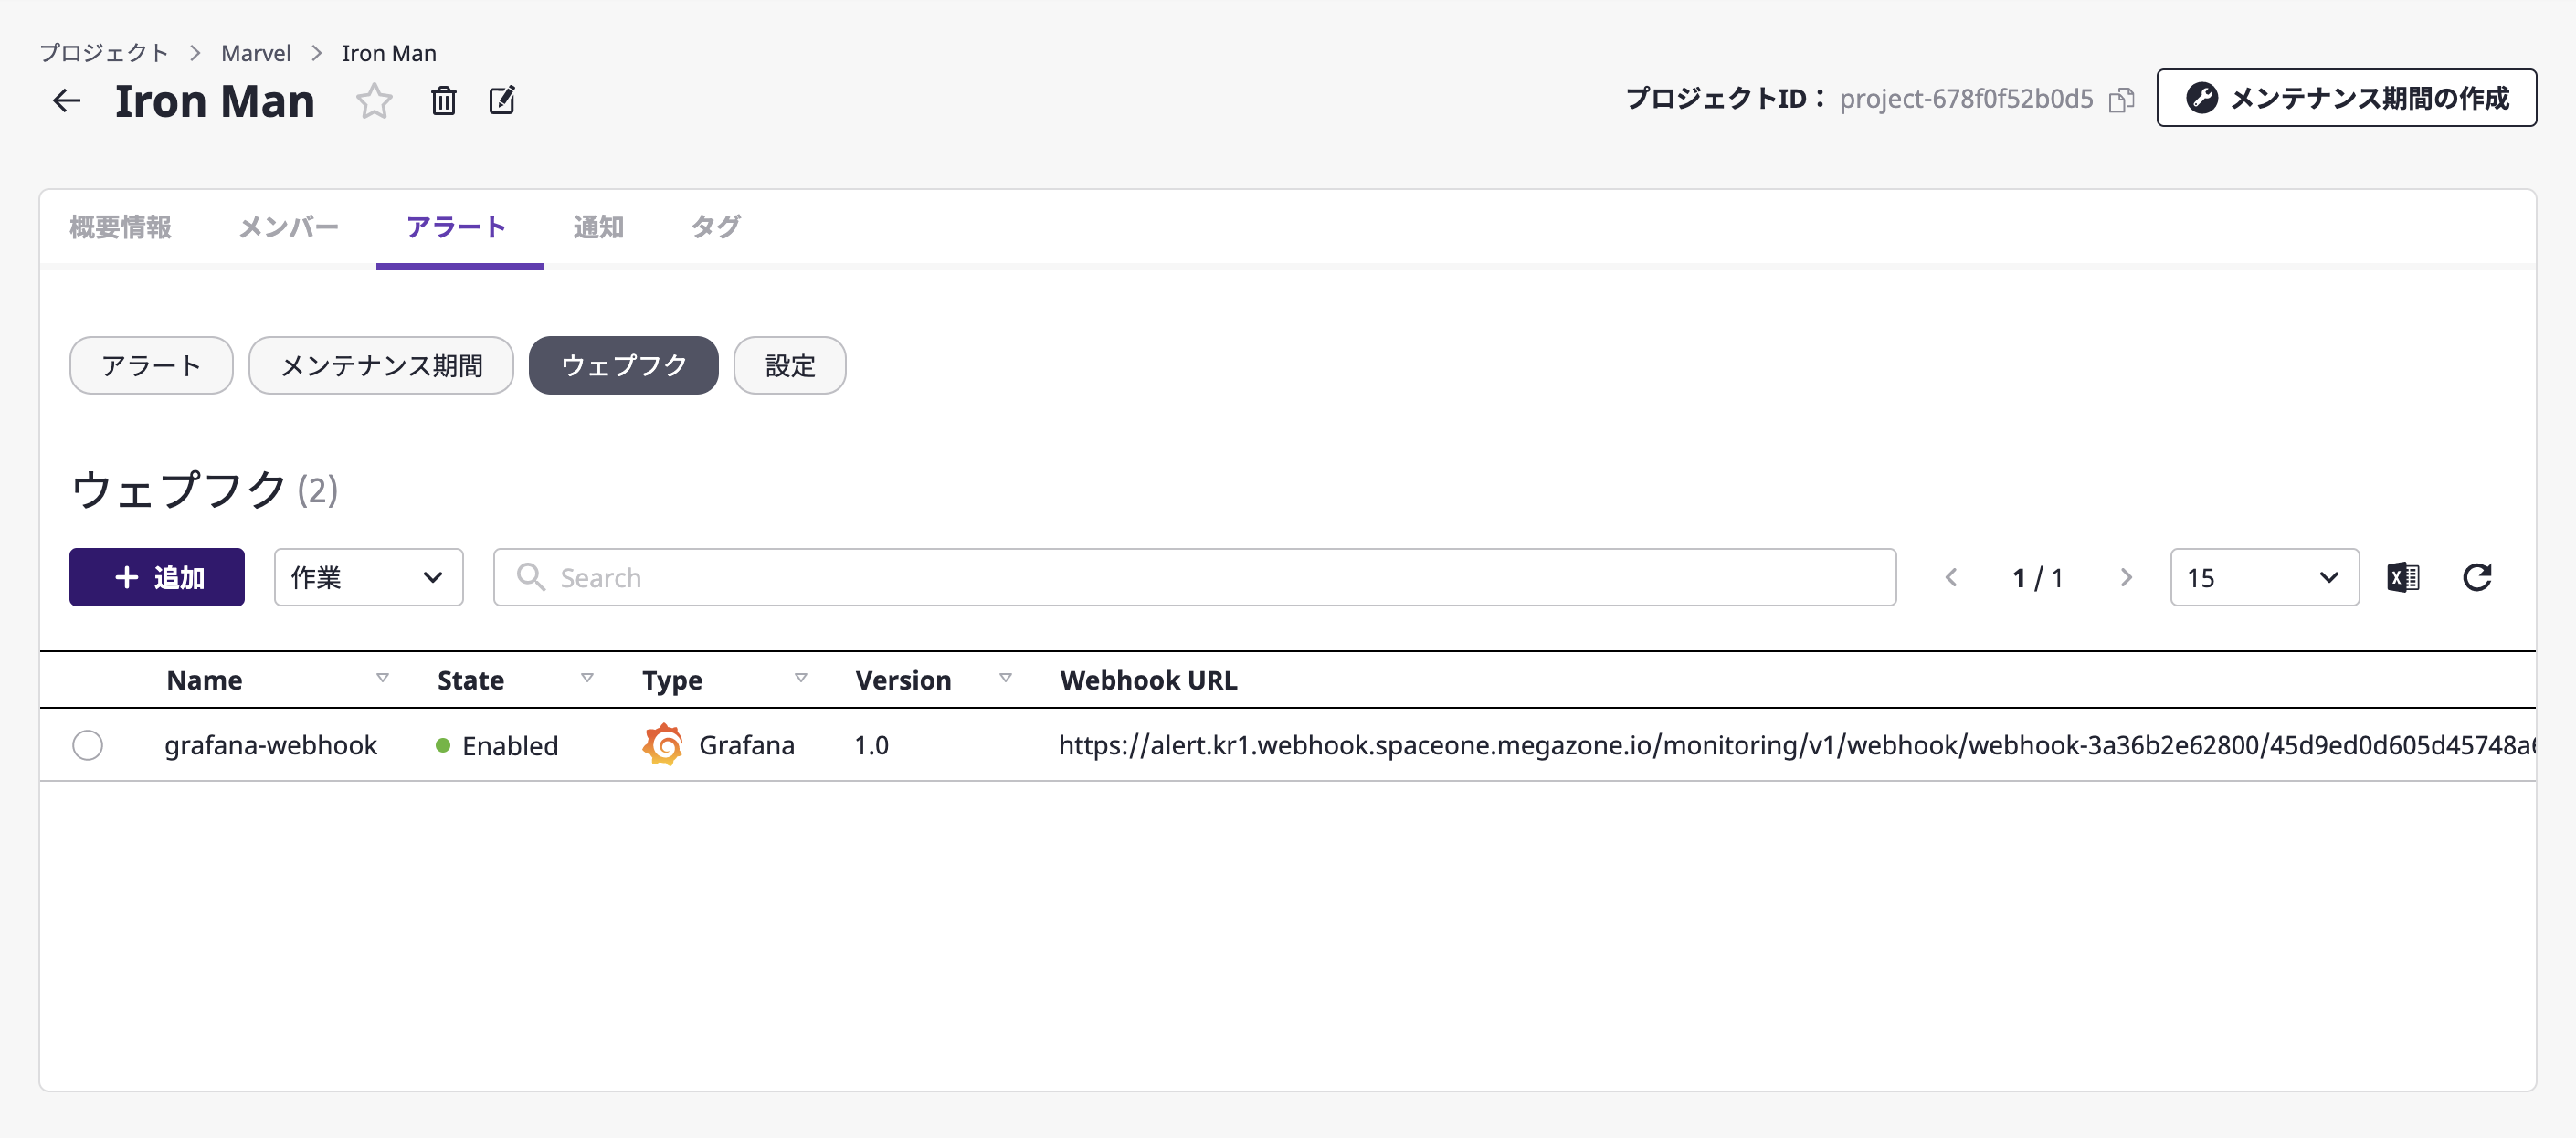 プロジェクト > Marvel > Iron Man
Iron Man
プロジェクトID： project-678f0f52b0d5
メンテナンス期間の作成
概要情報 メンバー アラート 通知 タグ
アラート メンテナンス期間 ウェプフク 設定
ウェプフク (2)
+ 追加 作業 Search 1 / 1 15
Name State Type Version Webhook URL
grafana-webhook Enabled Grafana 1.0 https://alert.kr1.webhook.spaceone.megazone.io/monitoring/v1/webhook/webhook-3a36b2e62800/45d9ed0d605d45748a6